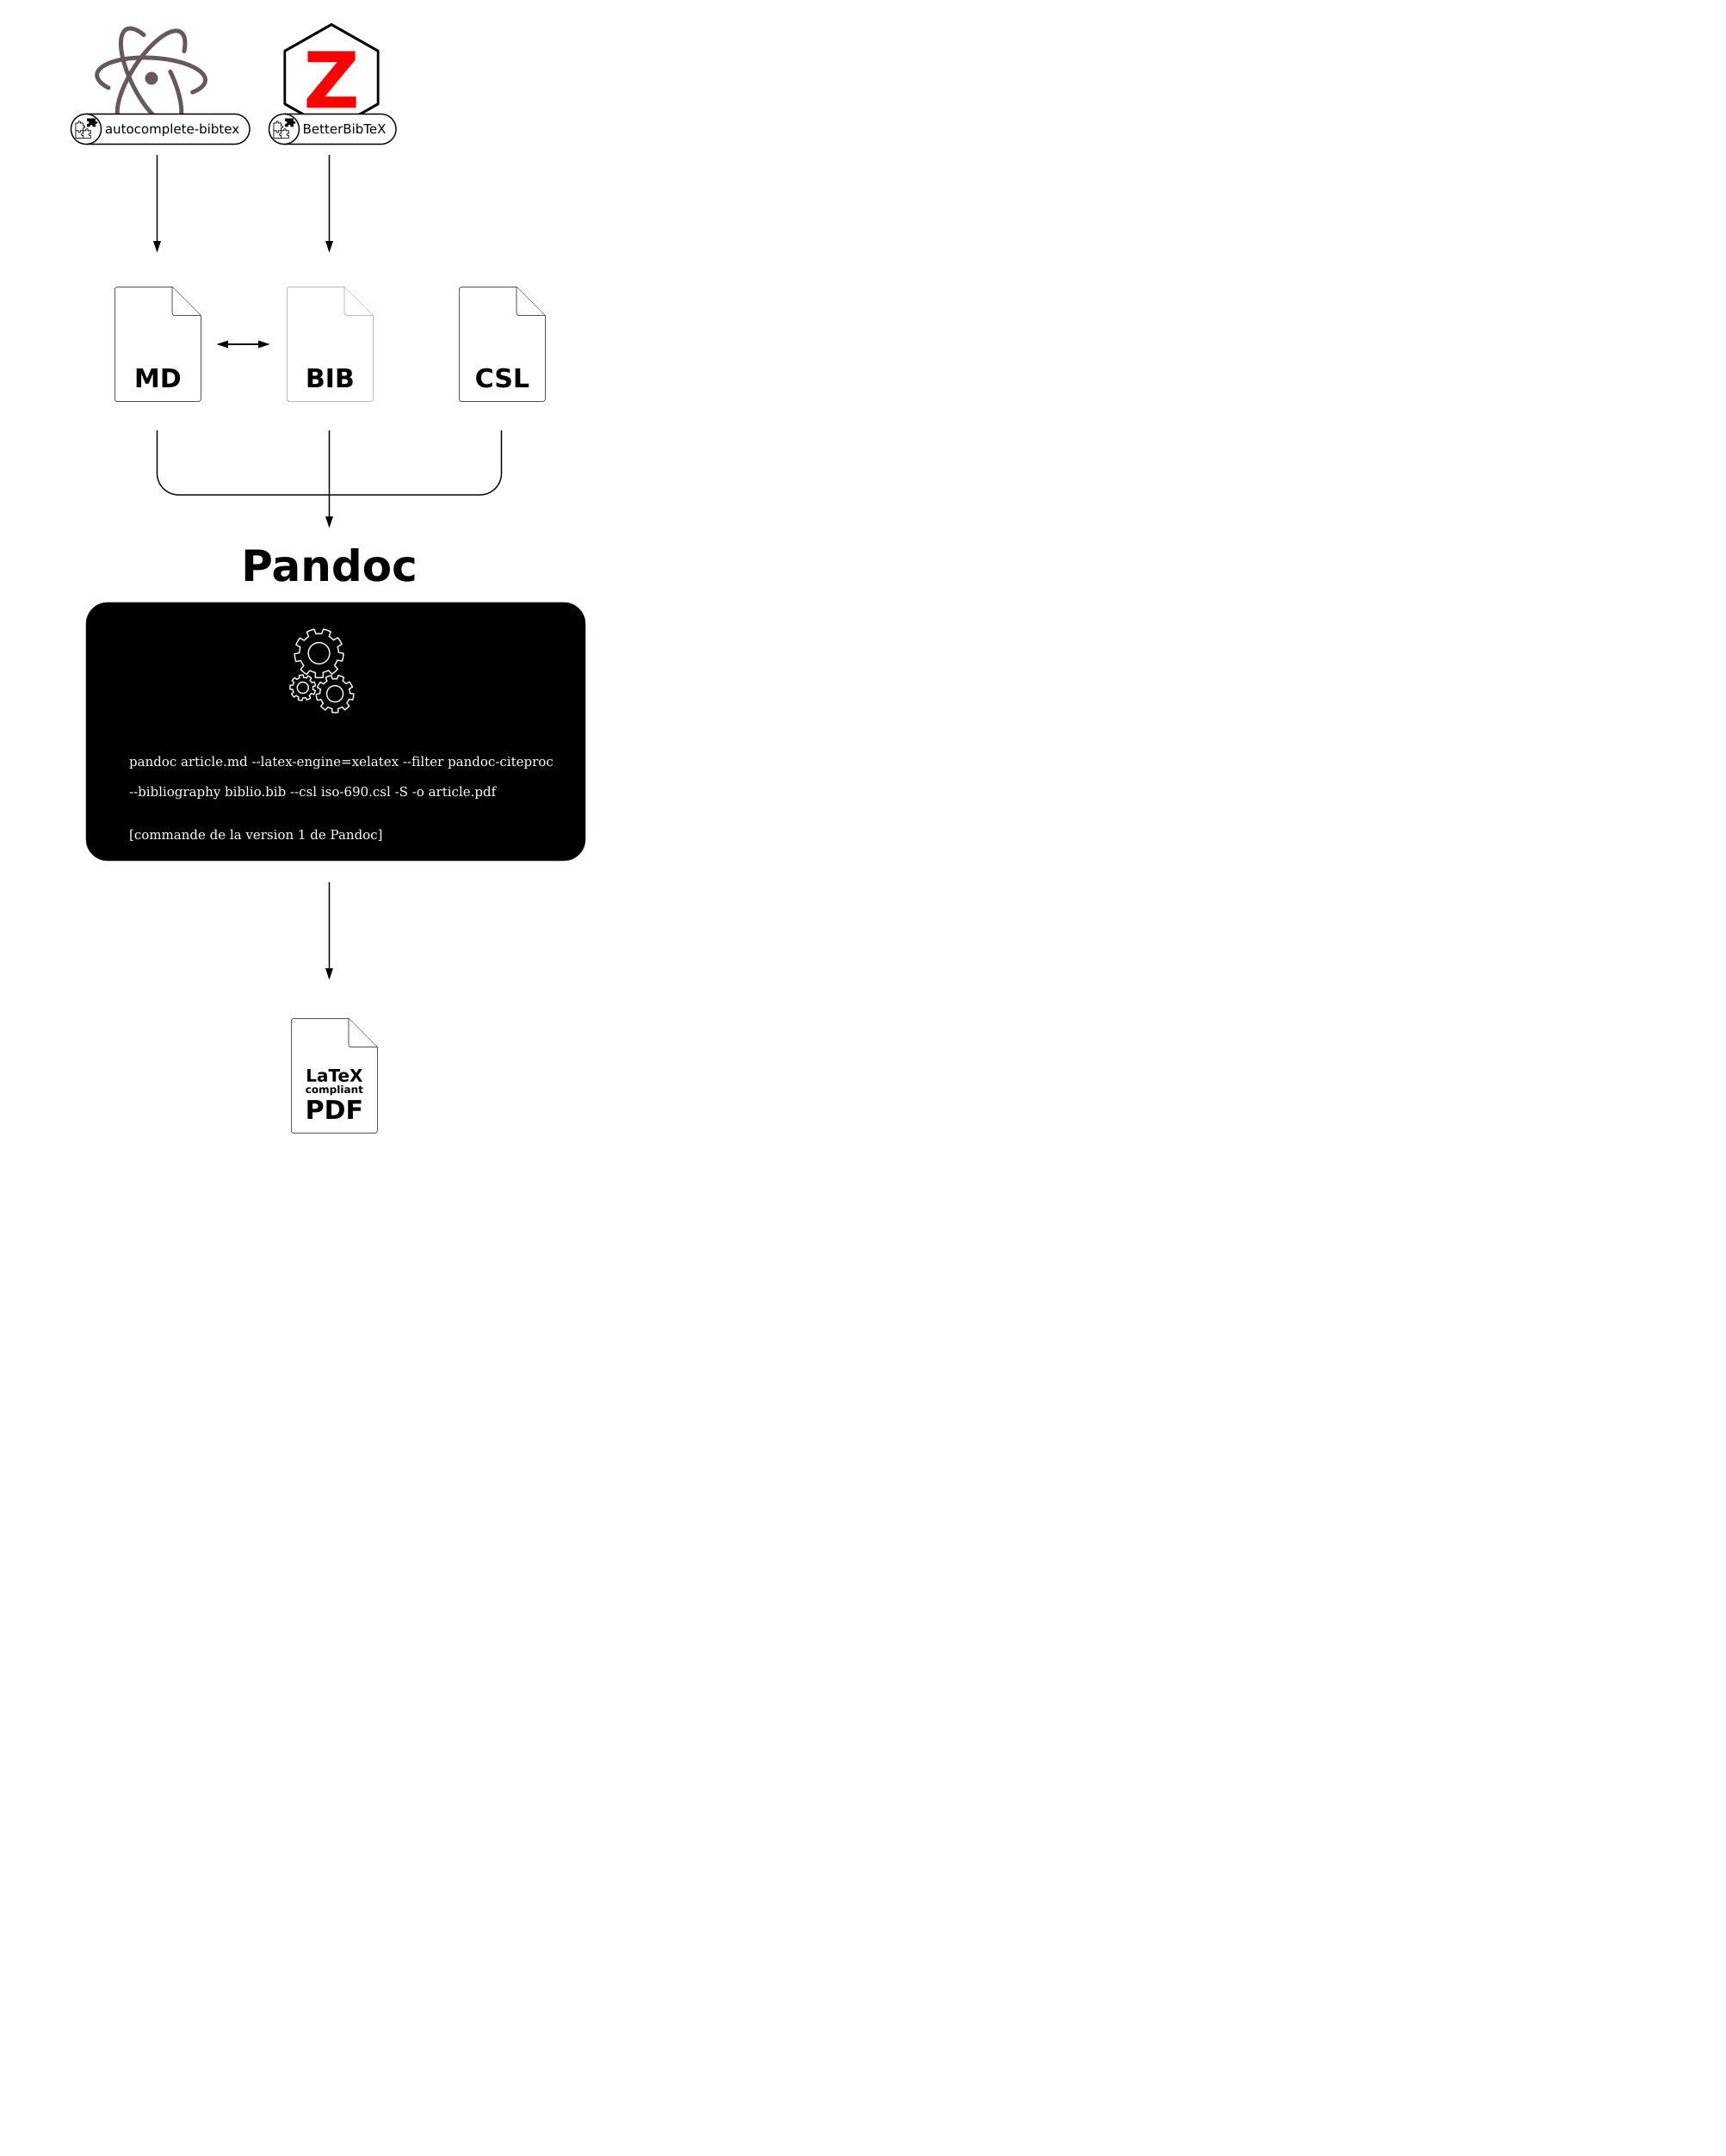 Z
autocomplete-bibtex
BetterBibTeX
MD
BIB
CSL
Pandoc
pandoc article.md --latex-engine=xelatex --filter pandoc-citeproc
--bibliography biblio.bib --csl iso-690.csl -S -o article.pdf
[commande de la version 1 de Pandoc]
LaTeX
compliant
PDF